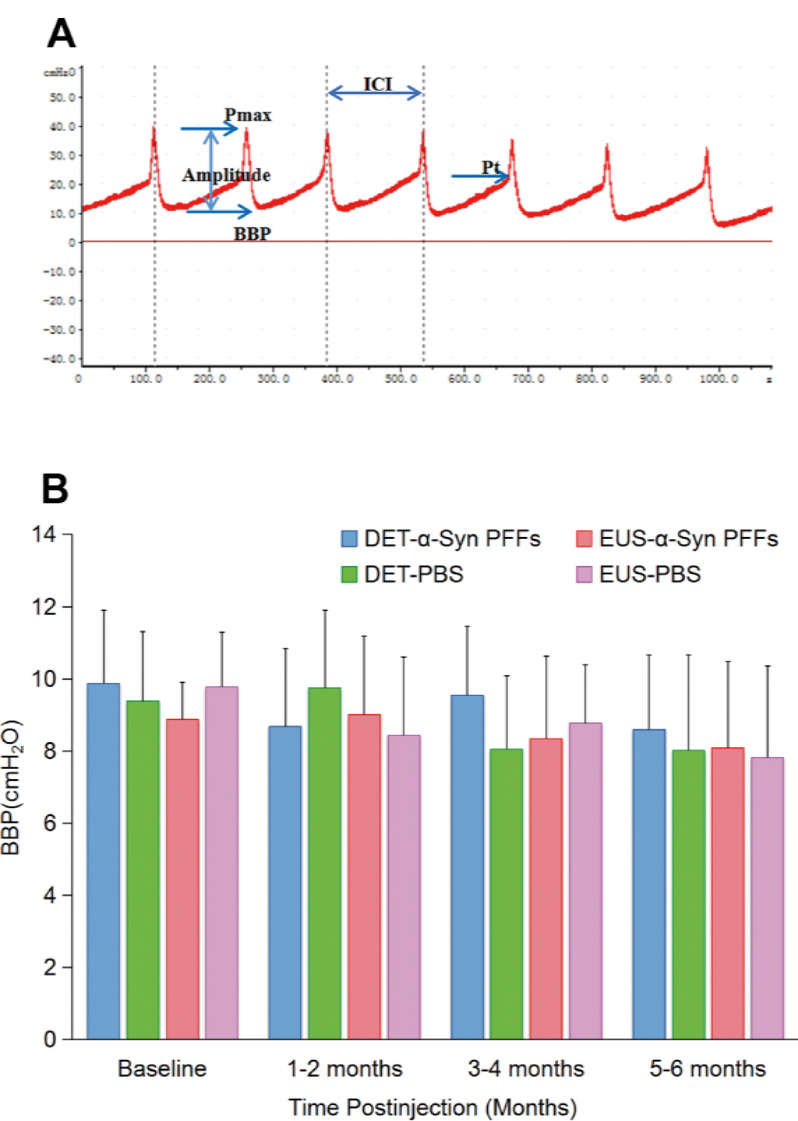 A
cmH2O
50.0
40.0
30.0
20.0
10.0
0
-10.0
-20.0
-30.0
-40.0
ICI
Pmax
Amplitude
Pt
BBP
0 100.0 200.0 300.0 400.0 500.0 600.0 700.0 800.0 900.0 1000.0 s
B
DET-α-Syn PFFs EUS-α-Syn PFFs
DET-PBS EUS-PBS
14
12
10
8
6
4
2
0
BBP(cmH₂O)
Baseline 1-2 months 3-4 months 5-6 months
Time Postinjection (Months)